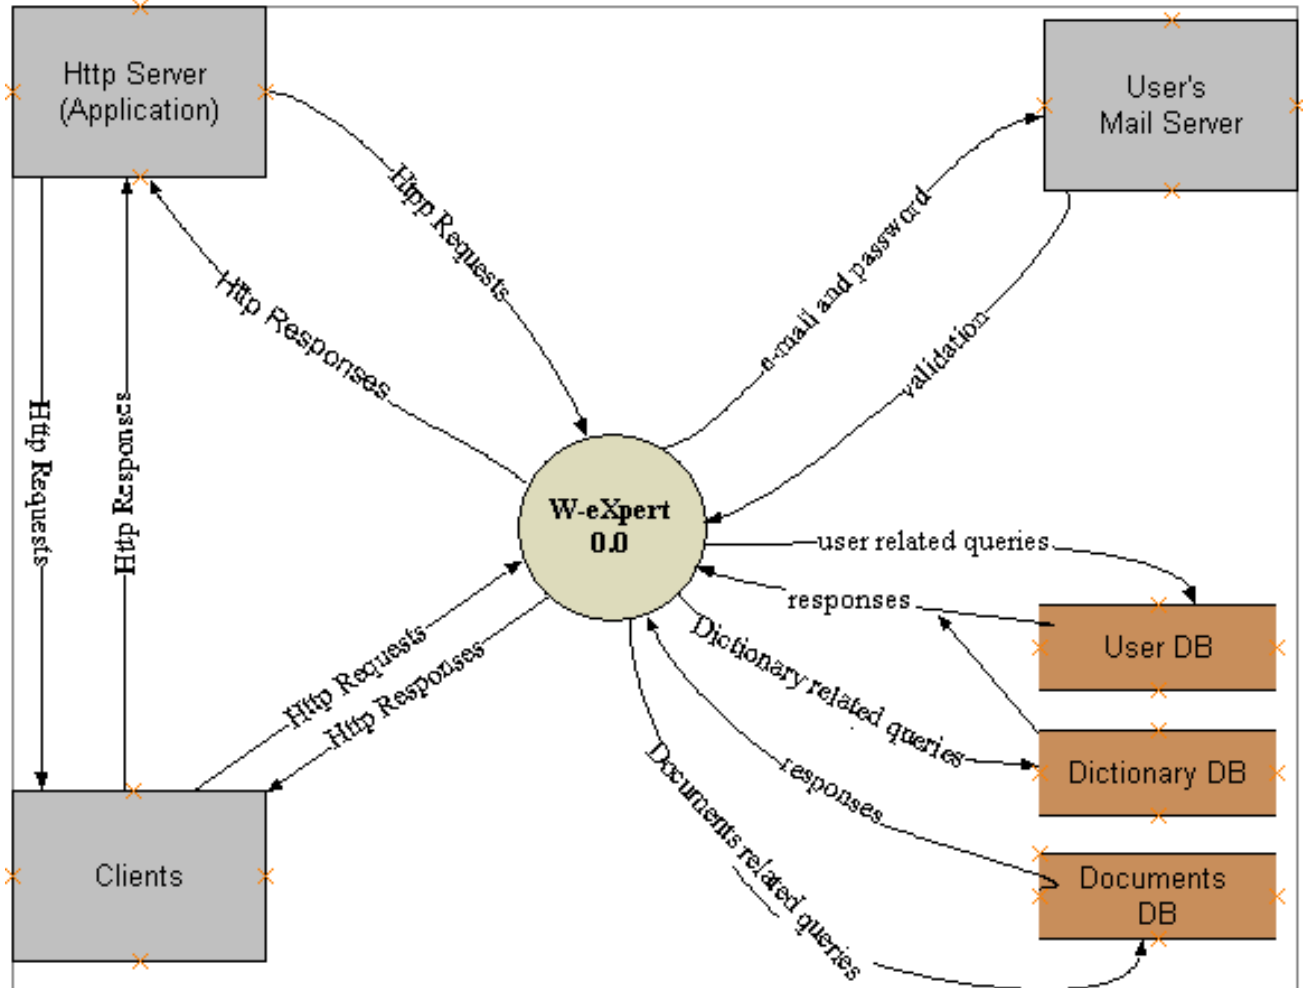 Http Server
(Application)
User's
Mail Server
Htpp Requests
Http Responses
e-mail and password
validation
Http Requests
Http Responses
W-eXpert
0.0
user related queries
responses
Http Requests
Http Responses
Dictionary related queries
User DB
Dictionary DB
responses
Documents related queries
Clients
Documents
DB